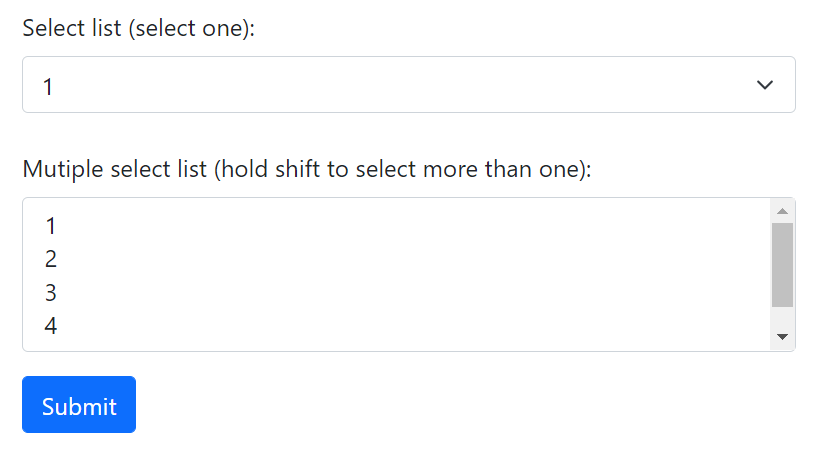 Select list (select one):
1
Mutiple select list (hold shift to select more than one):
1
2
3
4
Submit